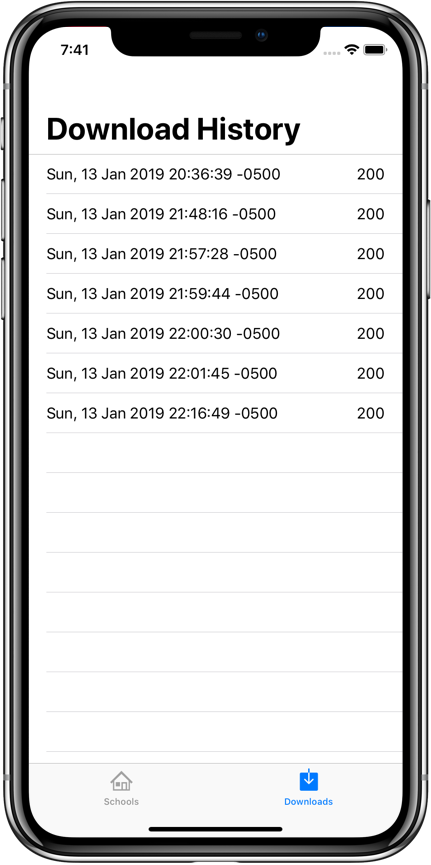 7:41
Download History
Sun, 13 Jan 2019 20:36:39 -0500 200
Sun, 13 Jan 2019 21:48:16 -0500 200
Sun, 13 Jan 2019 21:57:28 -0500 200
Sun, 13 Jan 2019 21:59:44 -0500 200
Sun, 13 Jan 2019 22:00:30 -0500 200
Sun, 13 Jan 2019 22:01:45 -0500 200
Sun, 13 Jan 2019 22:16:49 -0500 200
Schools Downloads